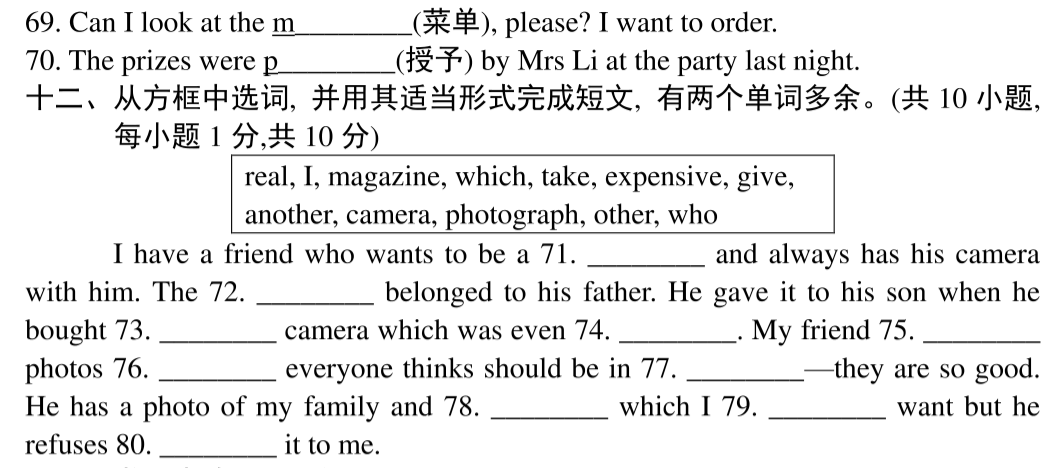 69. Can I look at the m________(菜单), please? I want to order.
70. The prizes were p________(授予) by Mrs Li at the party last night.
十二、从方框中选词, 并用其适当形式完成短文, 有两个单词多余。(共 10 小题,
每小题 1 分,共 10 分)
real, I, magazine, which, take, expensive, give,
another, camera, photograph, other, who
I have a friend who wants to be a 71. ________ and always has his camera
with him. The 72. ________ belonged to his father. He gave it to his son when he
bought 73. ________ camera which was even 74. ________. My friend 75. ________
photos 76. ________ everyone thinks should be in 77. ________—they are so good.
He has a photo of my family and 78. ________ which I 79. ________ want but he
refuses 80. ________ it to me.